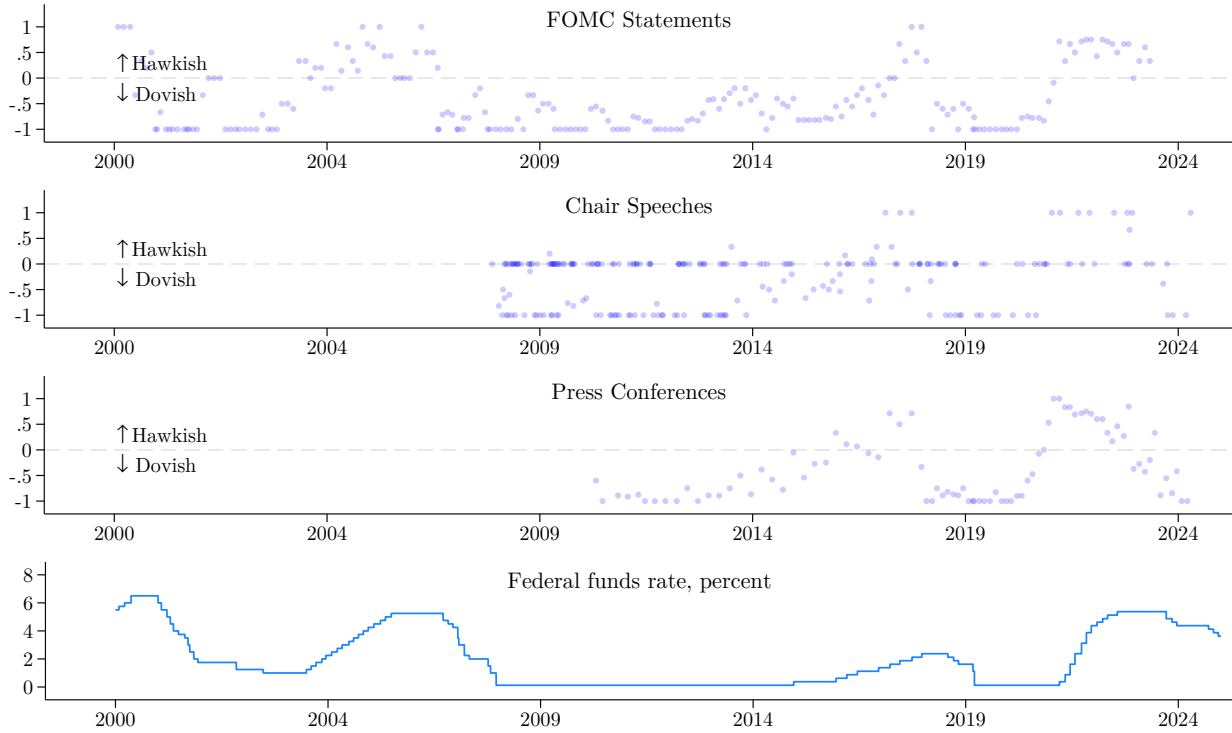 FOMC Statements
1
.5
0
-.5
-1
↑ Hawkish
↓ Dovish
2000 2004 2009 2014 2019 2024
Chair Speeches
1
.5
0
-.5
-1
↑ Hawkish
↓ Dovish
2000 2004 2009 2014 2019 2024
Press Conferences
1
.5
0
-.5
-1
↑ Hawkish
↓ Dovish
2000 2004 2009 2014 2019 2024
Federal funds rate, percent
8
6
4
2
0
2000 2004 2009 2014 2019 2024